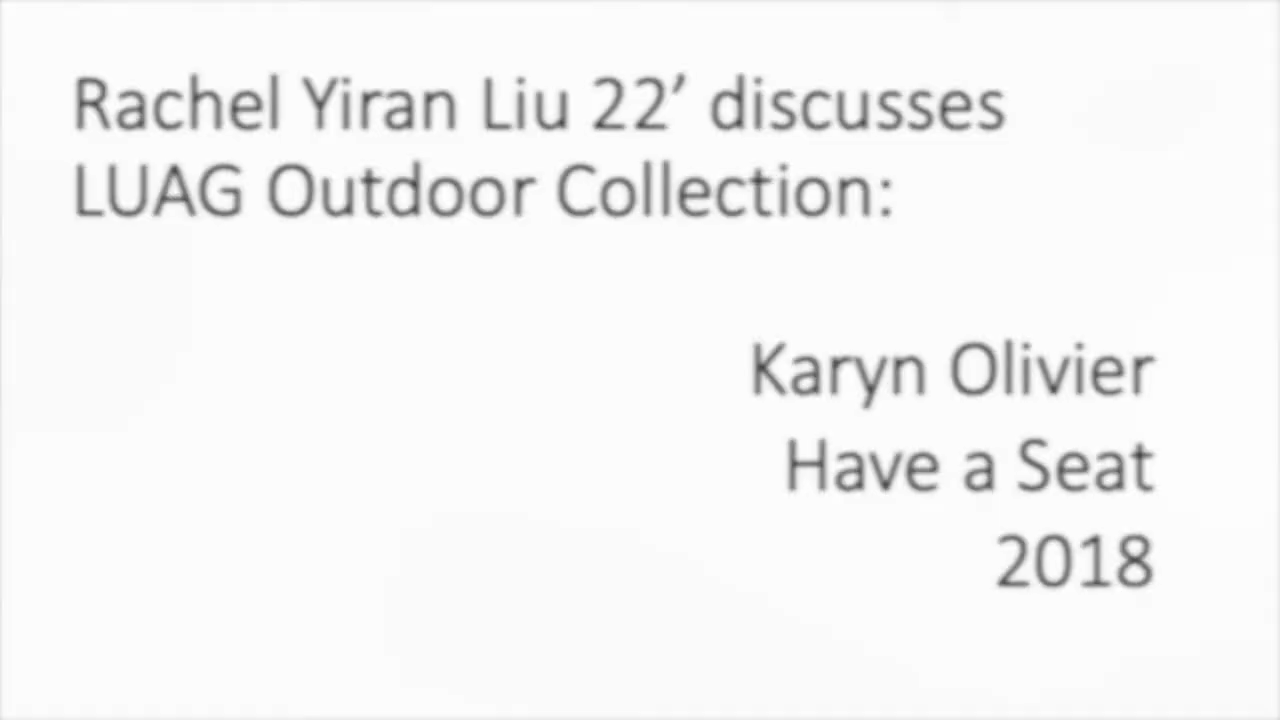 Rachel Yiran Liu 22’ discusses
LUAG Outdoor Collection:
Karyn Olivier
Have a Seat
2018